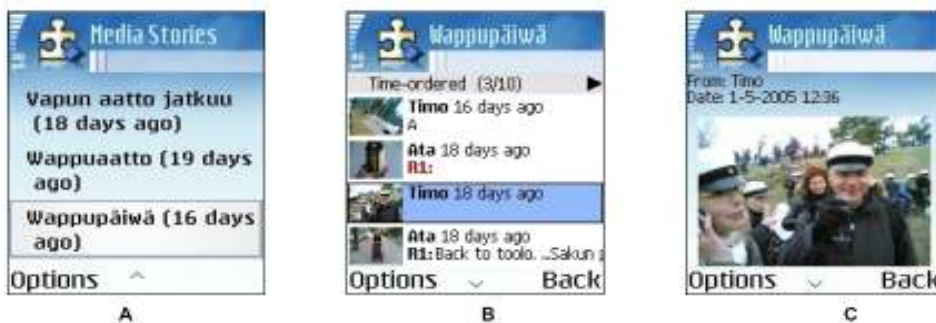 Media Stories
Vapun aatto jatkuu
(18 days ago)
Wappuaatto (19 days
ago)
Wappupäiwä (16 days
ago)
Options
A
Wappupäiwä
Time-ordered (3/10)
Timo 16 days ago
A
Ata 18 days ago
R1:
Timo 18 days ago
Ata 18 days ago
R1: Back to toolo. ...Sakun
Options Back
B
Wappupäiwä
From: Timo
Date: 1-5-2005 12:36
Options Back
C